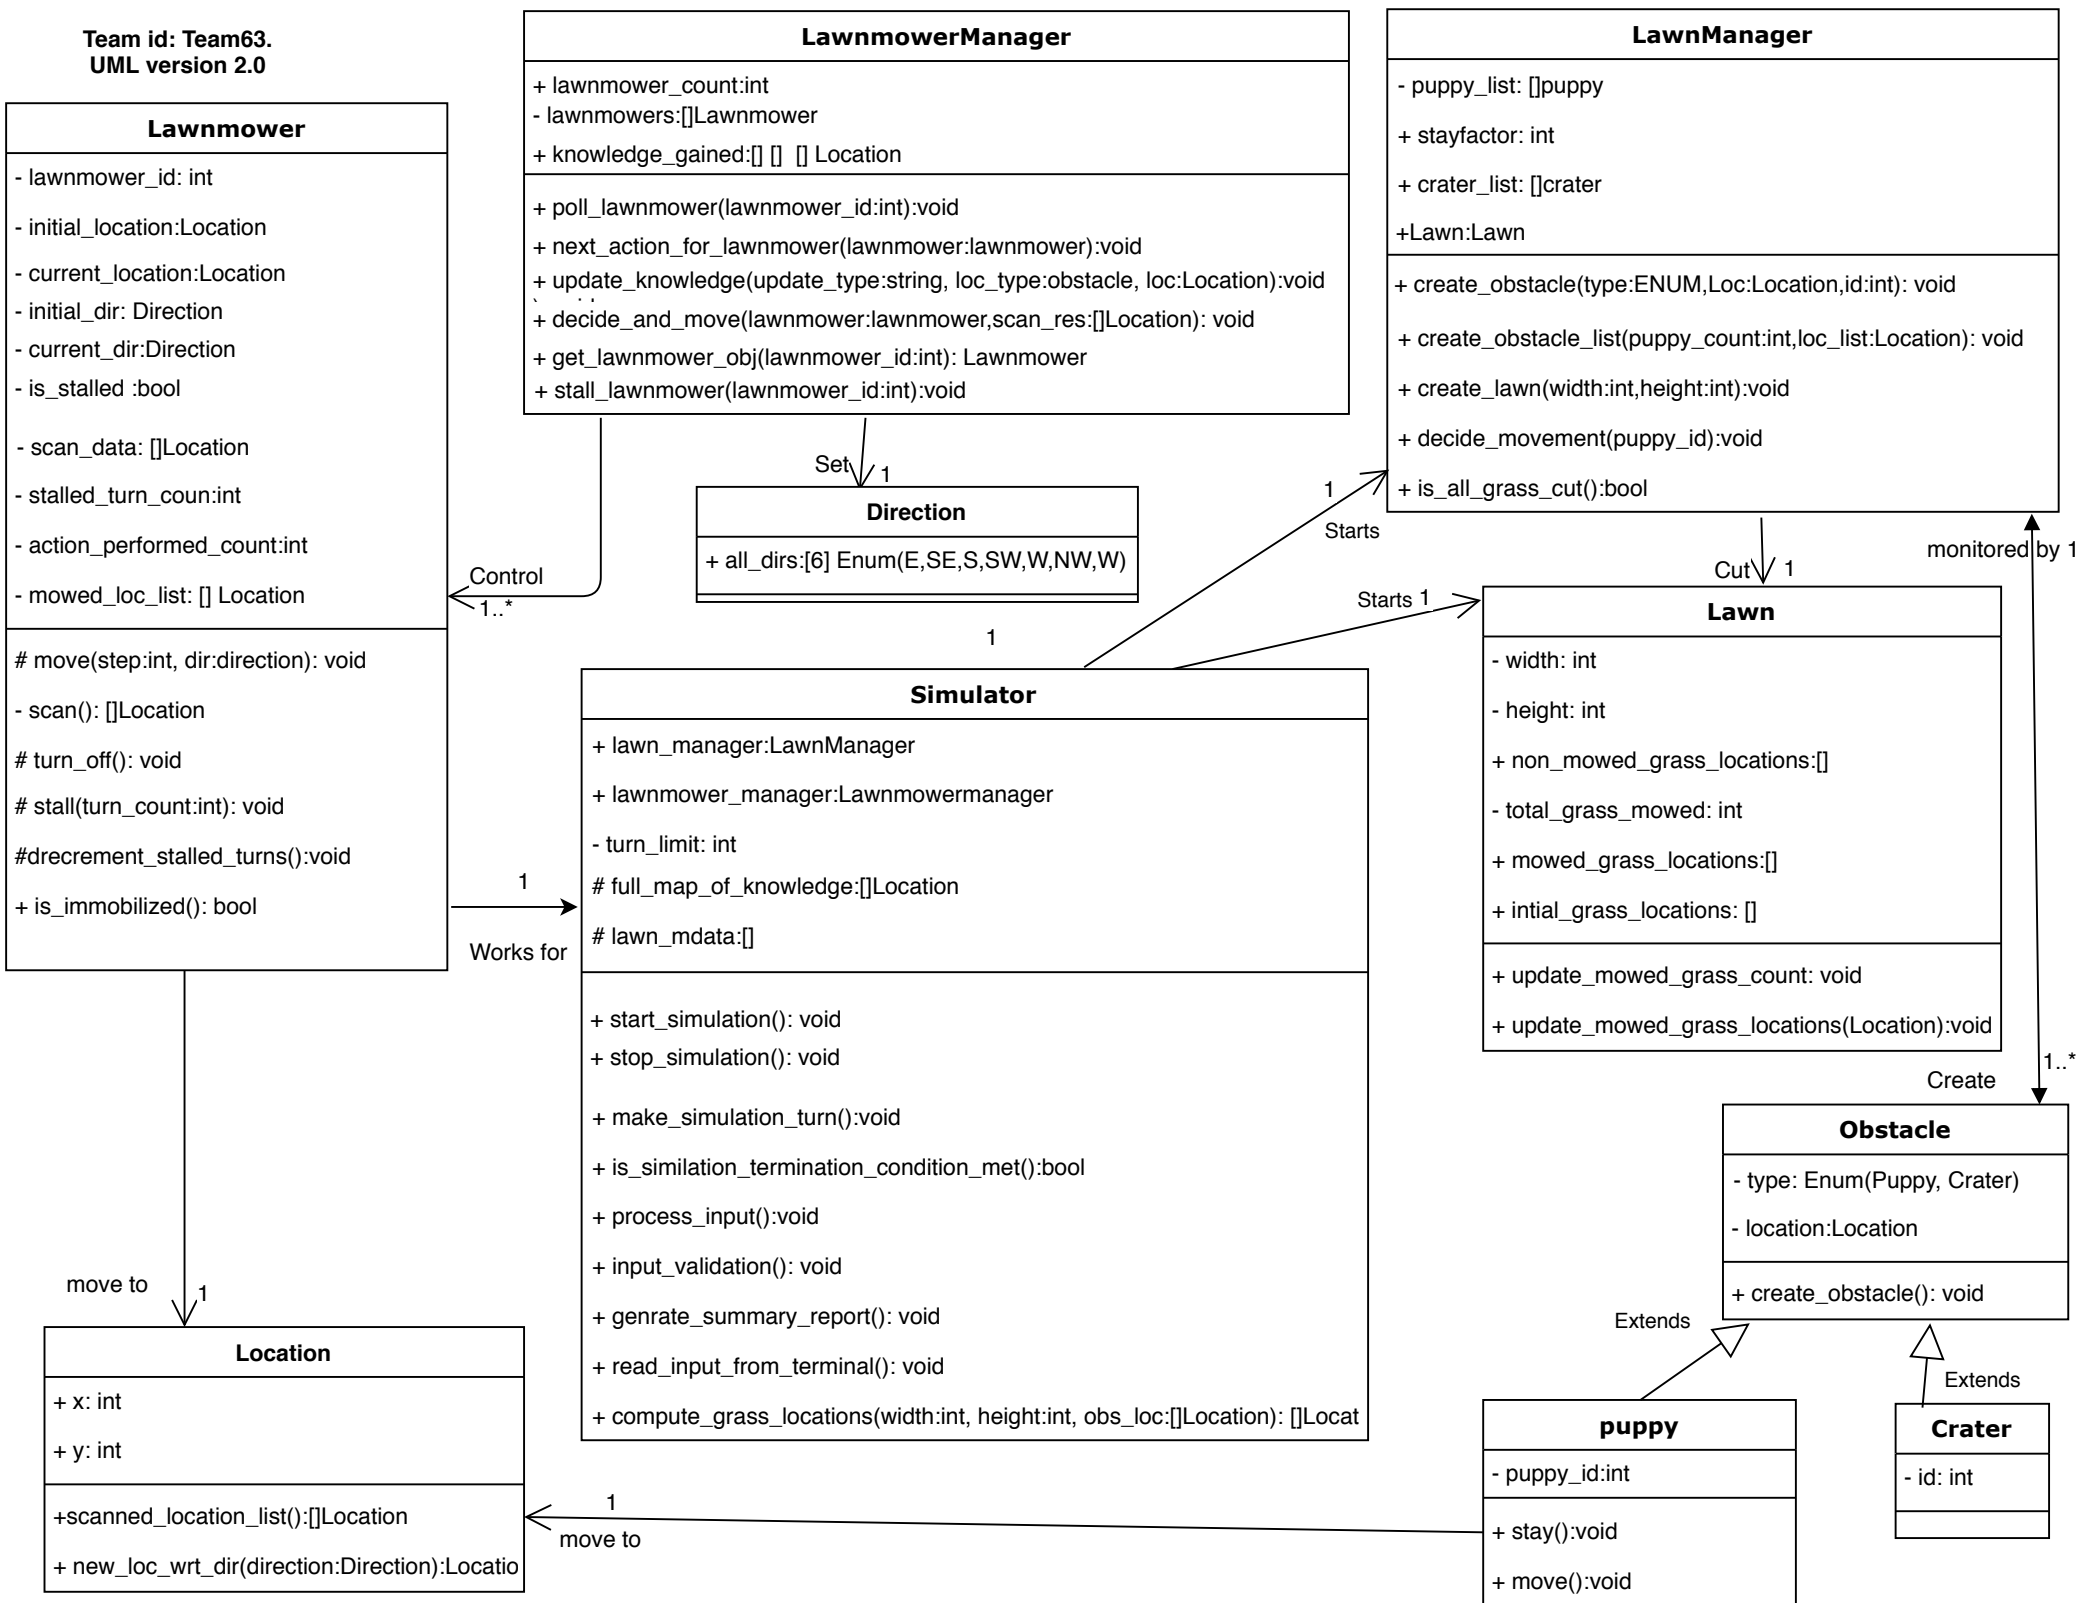 Team id: Team63.
UML version 2.0
Lawnmower
- lawnmower_id: int
- initial_location:Location
- current_location:Location
- initial_dir: Direction
- current_dir:Direction
- is_stalled :bool
- scan_data: []Location
- stalled_turn_coun:int
- action_performed_count:int
- mowed_loc_list: [] Location
# move(step:int, dir:direction): void
- scan(): []Location
# turn_off(): void
# stall(turn_count:int): void
#drecrement_stalled_turns():void
+ is_immobilized(): bool
LawnmowerManager
+ lawnmower_count:int
- lawnmowers:[]Lawnmower
+ knowledge_gained:[] [] [] Location
+ poll_lawnmower(lawnmower_id:int):void
+ next_action_for_lawnmower(lawnmower:lawnmower):void
+ update_knowledge(update_type:string, loc_type:obstacle, loc:Location):void
+ decide_and_move(lawnmower:lawnmower,scan_res:[]Location): void
+ get_lawnmower_obj(lawnmower_id:int): Lawnmower
+ stall_lawnmower(lawnmower_id:int):void
LawnManager
- puppy_list: []puppy
+ stayfactor: int
+ crater_list: []crater
+Lawn:Lawn
+ create_obstacle(type:ENUM,Loc:Location,id:int): void
+ create_obstacle_list(puppy_count:int,loc_list:Location): void
+ create_lawn(width:int,height:int):void
+ decide_movement(puppy_id):void
+ is_all_grass_cut():bool
Control
1..*
Set
1
Direction
+ all_dirs:[6] Enum(E,SE,S,SW,W,NW,W)
1
Starts
Starts 1
1
Cut
1
monitored by 1
1..*
Create
Lawn
- width: int
- height: int
+ non_mowed_grass_locations:[]
- total_grass_mowed: int
+ mowed_grass_locations:[]
+ intial_grass_locations: []
+ update_mowed_grass_count: void
+ update_mowed_grass_locations(Location):void
Simulator
+ lawn_manager:LawnManager
+ lawnmower_manager:Lawnmowermanager
- turn_limit: int
# full_map_of_knowledge:[]Location
# lawn_mdata:[]
+ start_simulation(): void
+ stop_simulation(): void
+ make_simulation_turn():void
+ is_similation_termination_condition_met():bool
+ process_input():void
+ input_validation(): void
+ genrate_summary_report(): void
+ read_input_from_terminal(): void
+ compute_grass_locations(width:int, height:int, obs_loc:[]Location): []Locat
1
Works for
move to
1
Location
+ x: int
+ y: int
+scanned_location_list():[]Location
+ new_loc_wrt_dir(direction:Direction):Locatio
1
move to
Obstacle
- type: Enum(Puppy, Crater)
- location:Location
+ create_obstacle(): void
Extends
Extends
puppy
- puppy_id:int
+ stay():void
+ move():void
Crater
- id: int